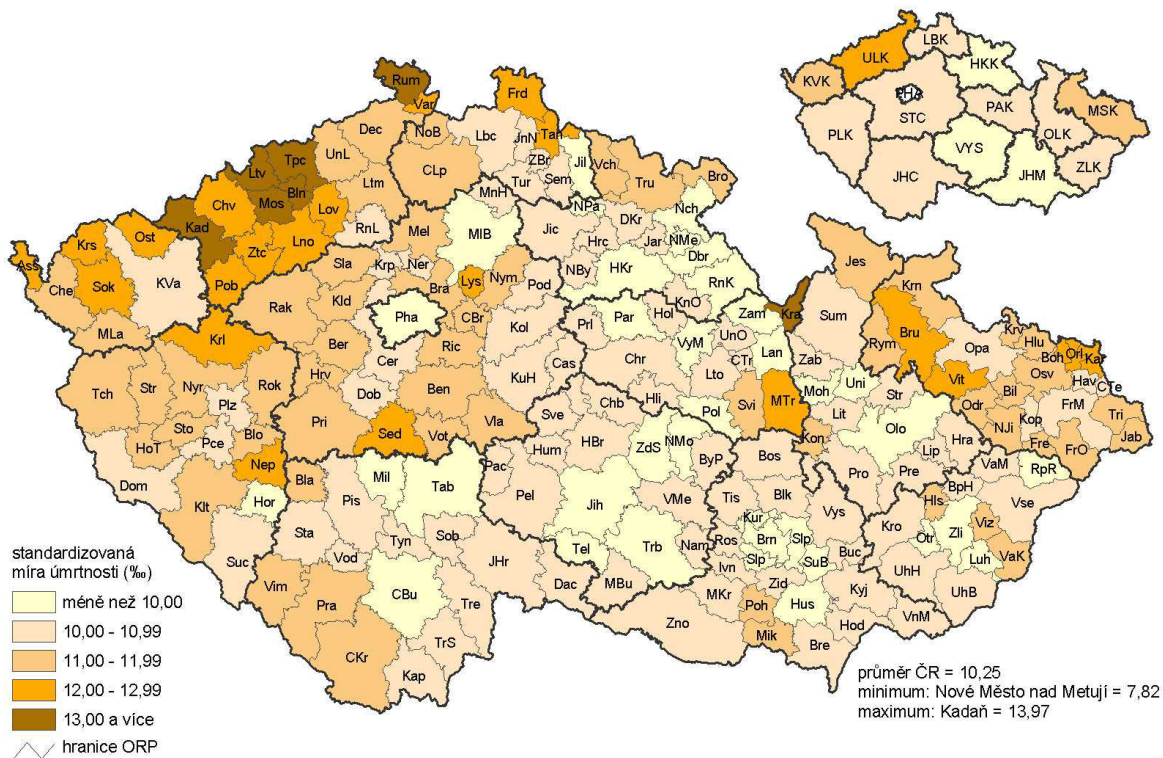 LBK
ULK
HKK
KVK
PHA
STC
PAK
MSK
PLK
OLK
VYS
ZLK
JHC
JHM
Rum
Var
Frd
Dec
NoB
Lbc
JnN
Tan
Tpc
UnL
ZBr
Jil
Vch
Ltv
CLp
Tur
Sem
Tru
Bro
Bln
Ltm
MnH
Chv
Mos
Lov
NPa
Nch
Kad
RnL
MlB
DKr
Krs
Ost
Ztc
Lno
Mel
Jic
Hrc
Jar
NMe
Ass
Dbr
Sla
Krp
Ner
NBy
HKr
Che
Sok
KVa
Pob
Bra
Lys
Nym
Pod
RnK
Jes
Rak
Kld
KnO
Kra
Krn
MLa
Krl
Pha
CBr
Par
Hol
Zam
Sum
Kol
Prl
UnO
Rym
Bru
Opa
Krv
Hlu
Ber
Ric
VyM
Lan
Boh
Orl
Kar
Cer
Cas
Chr
CTr
Zab
Osv
Hav
CTe
Tch
Str
Nyr
Rok
Hrv
KuH
Lto
Moh
Uni
Vit
Bil
Dob
Ben
Hli
Svi
MTr
Str
Odr
FrM
Plz
Pri
Chb
Pol
Lit
Kop
Tri
Sto
Blo
Vla
Sve
Olo
NJi
HoT
Pce
Sed
Vot
Hum
HBr
ZdS
NMo
Kon
Hra
Fre
FrO
Jab
Dom
Nep
Bla
Mil
Tab
Pac
ByP
Bos
Lip
VaM
RpR
Klt
Hor
Pis
Pel
Jih
VMe
Tis
Blk
Pro
Pre
BpH
Vse
Sta
Tyn
Sob
Kur
Vys
Kro
Hls
Viz
Suc
Vod
JHr
Tel
Trb
Nam
Ros
Brn
Slp
Buc
Otr
Zli
Ivn
Slp
SuB
Luh
VaK
Vim
Pra
CBu
Tre
Dac
MBu
MKr
Zid
UhH
Poh
Hus
Kyj
UhB
CKr
TrS
Zno
Mik
Hod
VnM
Kap
Bre
standardizovaná
míra úmrtnosti (‰)
méně než 10,00
10,00 - 10,99
11,00 - 11,99
12,00 - 12,99
13,00 a více
hranice ORP
průměr ČR = 10,25
minimum: Nové Město nad Metují = 7,82
maximum: Kadaň = 13,97